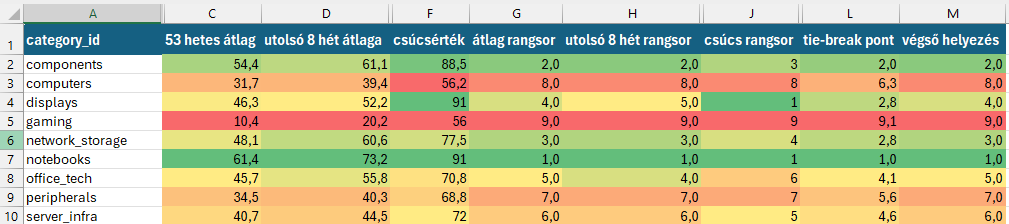 A C D F G H J L M
1 category_id 53 hetes átlag utolsó 8 hét átlaga csúcsérték átlag rangsor utolsó 8 hét rangsor csúcs rangsor tie-break pont végső helyezés
2 components 54,4 61,1 88,5 2,0 2,0 3 2,0 2,0
3 computers 31,7 39,4 56,2 8,0 8,0 8 6,3 8,0
4 displays 46,3 52,2 91 4,0 5,0 1 2,8 4,0
5 gaming 10,4 20,2 56 9,0 9,0 9 9,1 9,0
6 network_storage 48,1 60,6 77,5 3,0 3,0 4 2,8 3,0
7 notebooks 61,4 73,2 91 1,0 1,0 1 1,0 1,0
8 office_tech 45,7 55,8 70,8 5,0 4,0 6 4,1 5,0
9 peripherals 34,5 40,3 68,8 7,0 7,0 7 5,6 7,0
10 server_infra 40,7 44,5 72 6,0 6,0 5 4,6 6,0